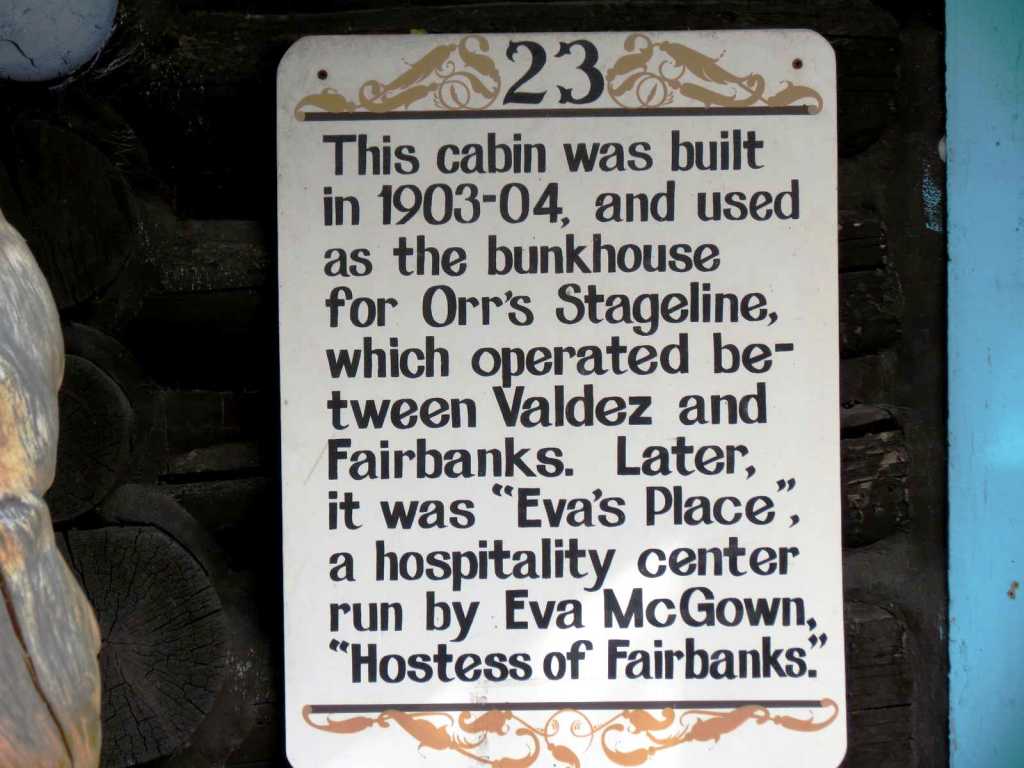 23
This cabin was built
in 1903-04, and used
as the bunkhouse
for Orr's Stageline,
which operated be-
tween Valdez and
Fairbanks. Later,
it was "Eva's Place",
a hospitality center
run by Eva McGown,
"Hostess of Fairbanks."